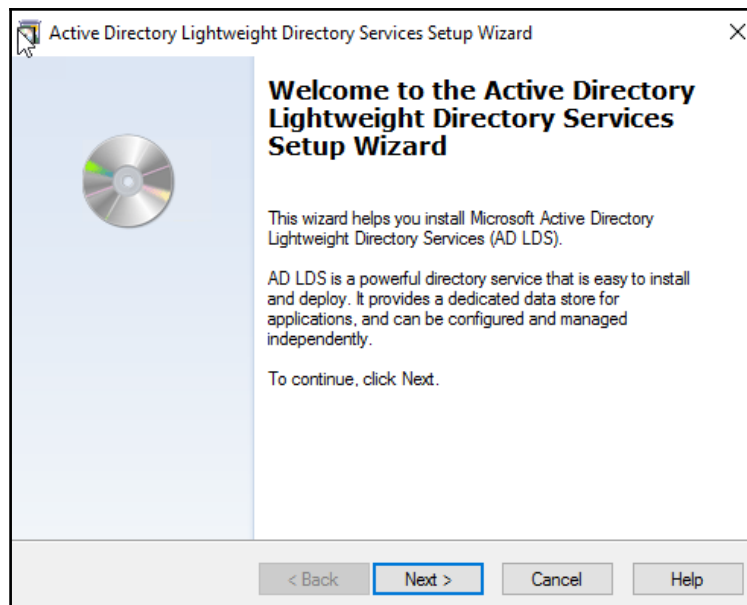 Active Directory Lightweight Directory Services Setup Wizard
Welcome to the Active Directory
Lightweight Directory Services
Setup Wizard
This wizard helps you install Microsoft Active Directory
Lightweight Directory Services (AD LDS).
AD LDS is a powerful directory service that is easy to install
and deploy. It provides a dedicated data store for
applications, and can be configured and managed
independently.
To continue, click Next.
< Back Next > Cancel Help